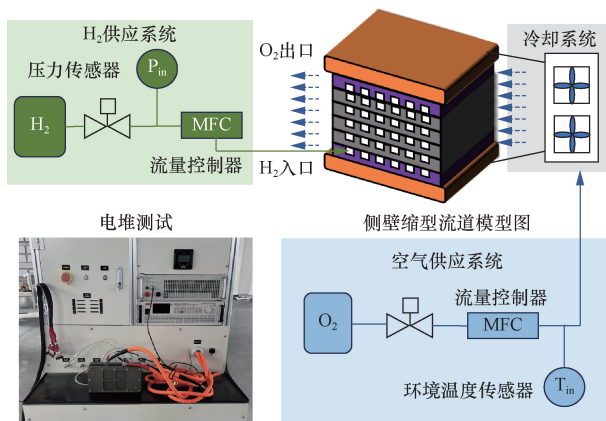 H₂供应系统
压力传感器
Pin
H₂
MFC
流量控制器
O₂出口
H₂入口
冷却系统
电堆测试
侧壁缩型流道模型图
空气供应系统
流量控制器
O₂
MFC
环境温度传感器
Tin